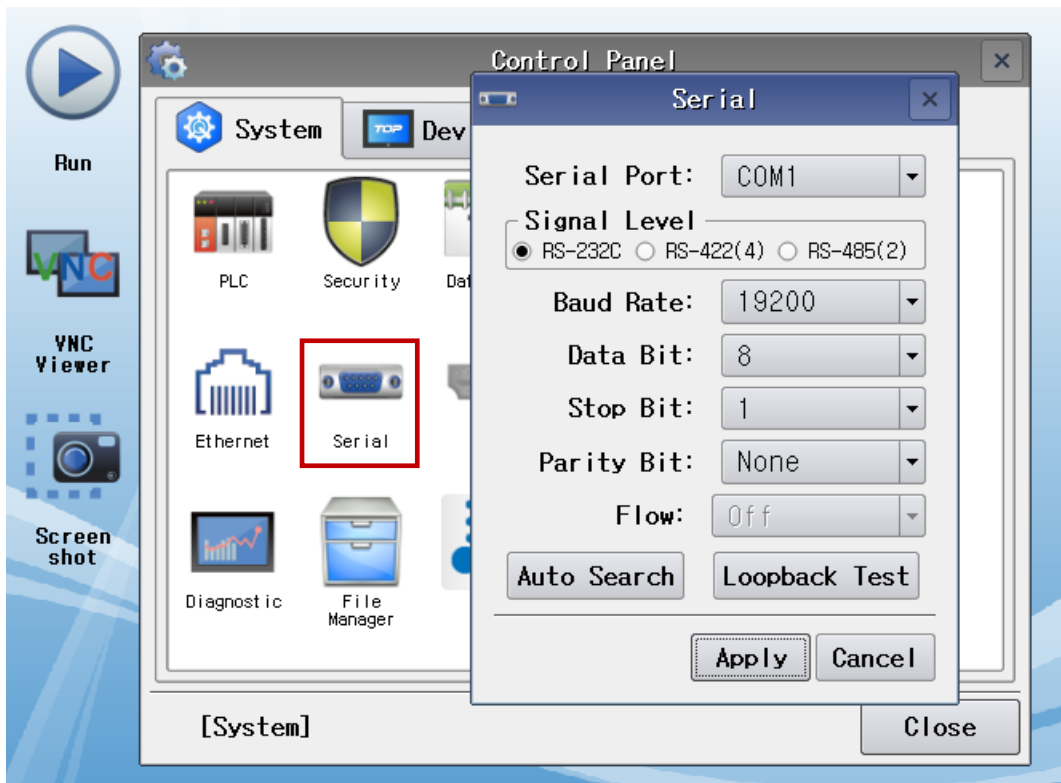 Control Panel
Run
VNC
VNC
Viewer
Screen
shot
System
TOP
Dev
PLC
Security
Dat
Ethernet
Serial
Diagnostic
File
Manager
[System]
Close
Serial
Serial Port: COM1
Signal Level
RS-232C RS-422(4) RS-485(2)
Baud Rate: 19200
Data Bit: 8
Stop Bit: 1
Parity Bit: None
Flow: Off
Auto Search Loopback Test
Apply Cancel